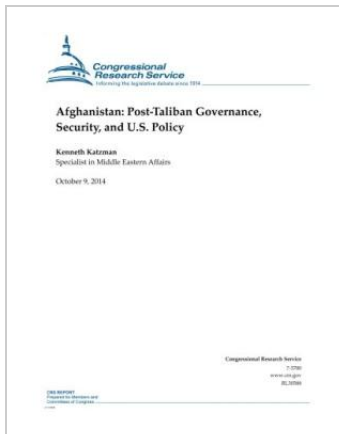 Congressional
Research Service
Informing the legislative debate since 1914
Afghanistan: Post-Taliban Governance,
Security, and U.S. Policy
Kenneth Katzman
Specialist in Middle Eastern Affairs
October 9, 2014
Congressional Research Service
7-5700
www.crs.gov
RL30588
CRS REPORT
Prepared for Members and
Committees of Congress